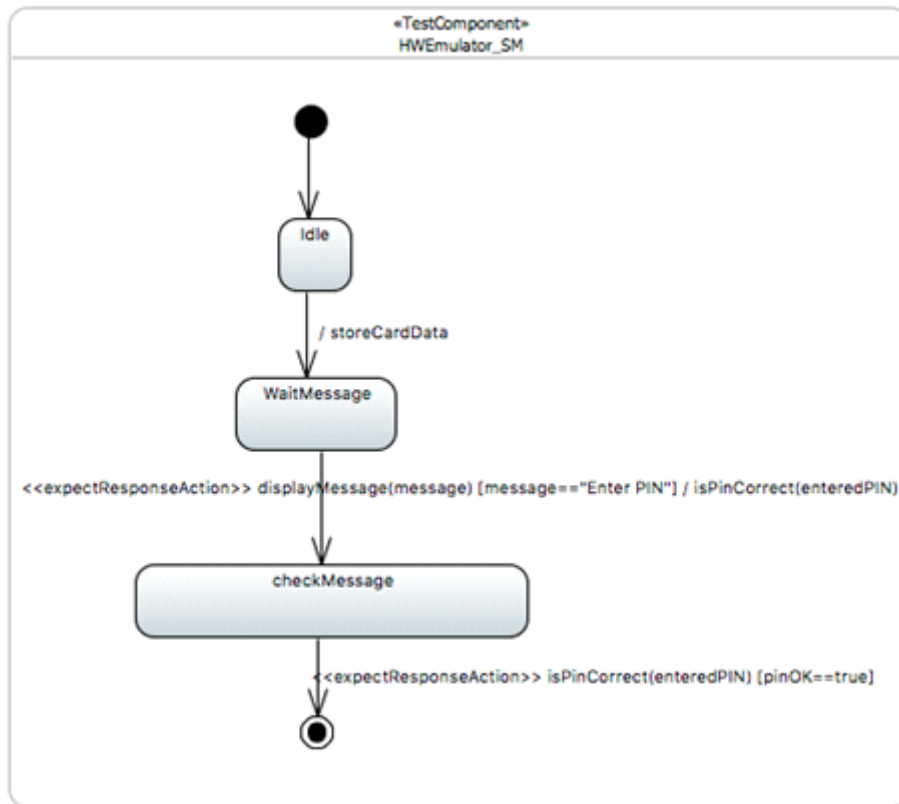 «TestComponent»
HWEmulator_SM
Idle
/ storeCardData
WaitMessage
<<expectResponseAction>> displayMessage(message) [message=="Enter PIN"] / isPinCorrect(enteredPIN)
checkMessage
<<expectResponseAction>> isPinCorrect(enteredPIN) [pinOK==true]